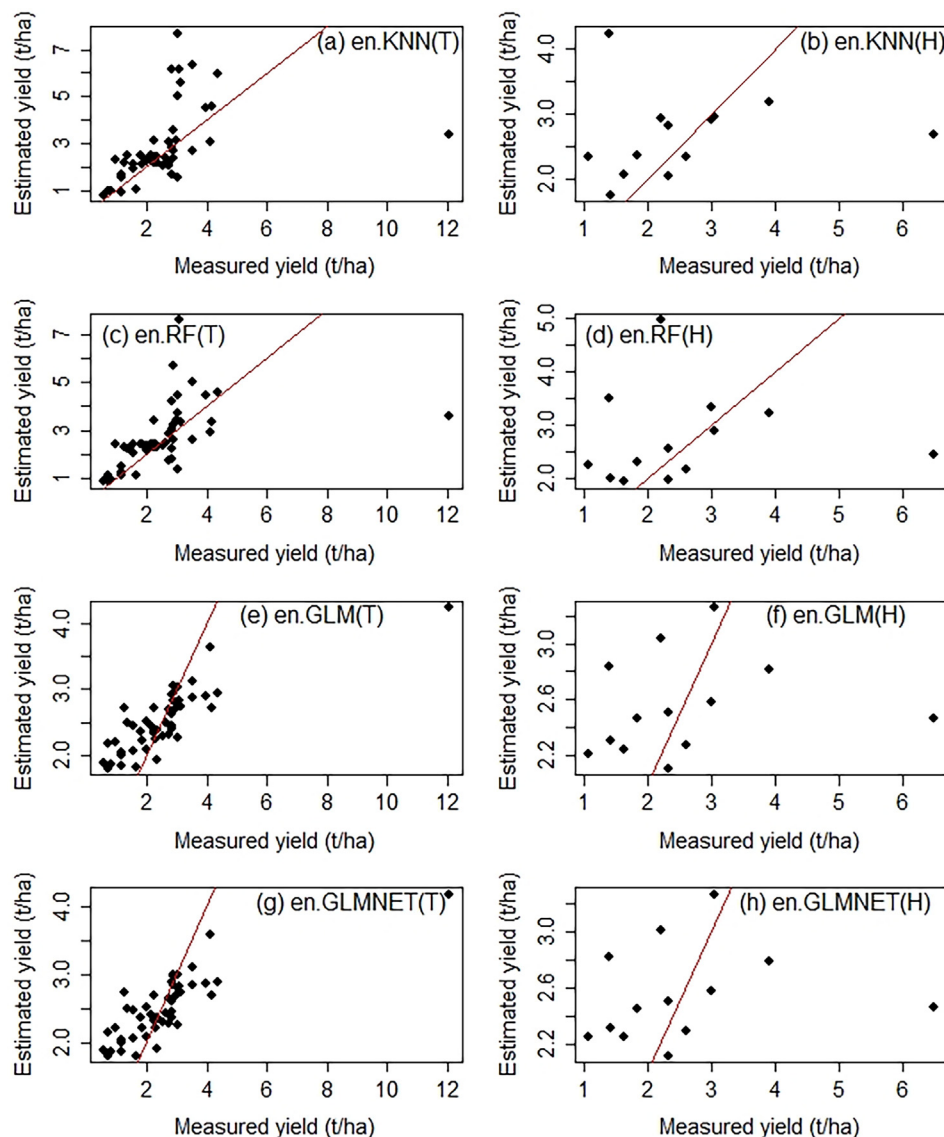 (a) en.KNN(T)
Estimated yield (t/ha)
1 3 5 7
2 4 6 8 10 12
Measured yield (t/ha)
(b) en.KNN(H)
Estimated yield (t/ha)
2.0 3.0 4.0
1 2 3 4 5 6
Measured yield (t/ha)
(c) en.RF(T)
Estimated yield (t/ha)
1 3 5 7
2 4 6 8 10 12
Measured yield (t/ha)
(d) en.RF(H)
Estimated yield (t/ha)
2.0 3.0 4.0 5.0
1 2 3 4 5 6
Measured yield (t/ha)
(e) en.GLM(T)
Estimated yield (t/ha)
2.0 3.0 4.0
2 4 6 8 10 12
Measured yield (t/ha)
(f) en.GLM(H)
Estimated yield (t/ha)
2.2 2.6 3.0
1 2 3 4 5 6
Measured yield (t/ha)
(g) en.GLMNET(T)
Estimated yield (t/ha)
2.0 3.0 4.0
2 4 6 8 10 12
Measured yield (t/ha)
(h) en.GLMNET(H)
Estimated yield (t/ha)
2.2 2.6 3.0
1 2 3 4 5 6
Measured yield (t/ha)